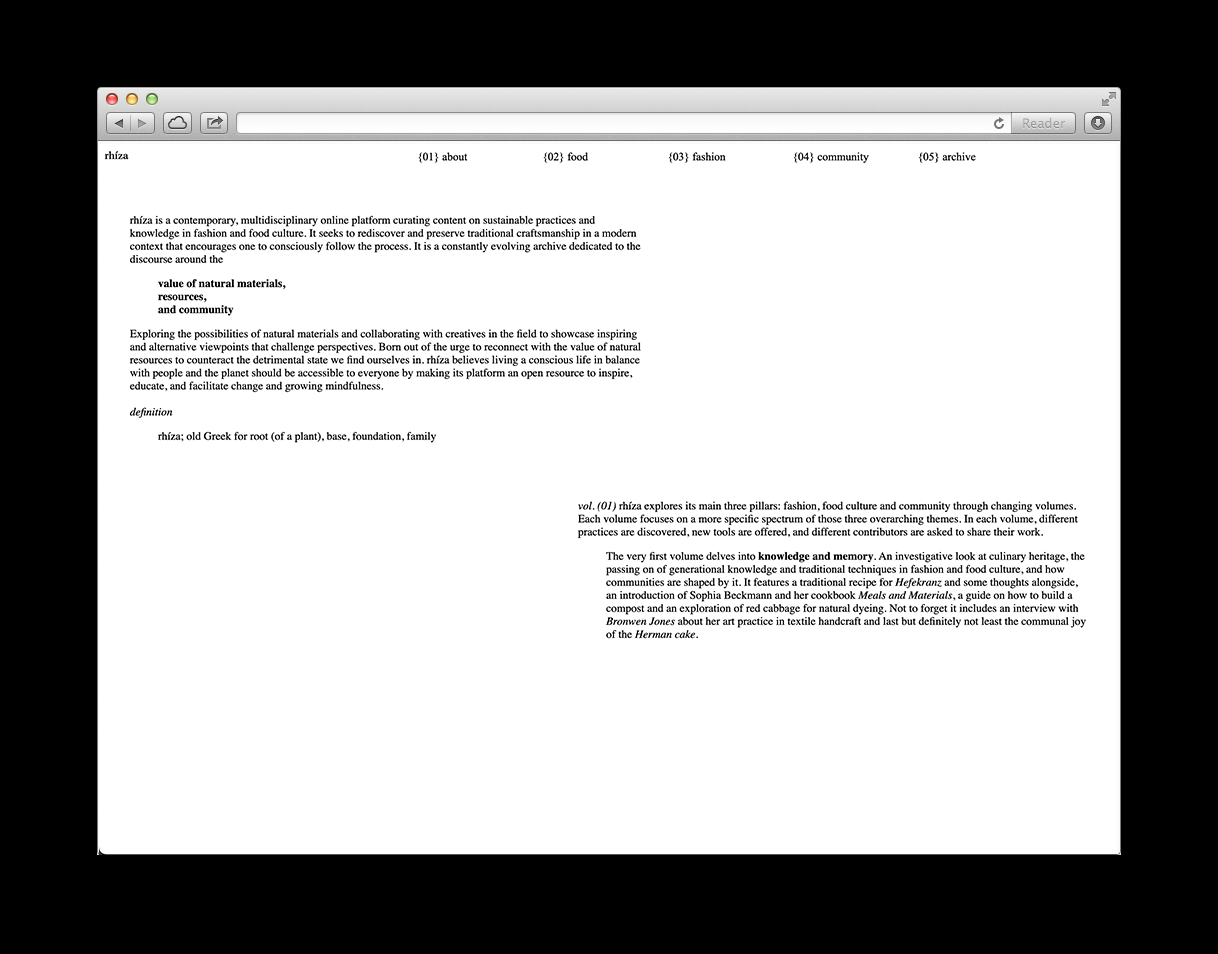 Reader
rhíza
{01} about
{02} food
{03} fashion
{04} community
{05} archive
rhíza is a contemporary, multidisciplinary online platform curating content on sustainable practices and
knowledge in fashion and food culture. It seeks to rediscover and preserve traditional craftsmanship in a modern
context that encourages one to consciously follow the process. It is a constantly evolving archive dedicated to the
discourse around the
value of natural materials,
resources,
and community
Exploring the possibilities of natural materials and collaborating with creatives in the field to showcase inspiring
and alternative viewpoints that challenge perspectives. Born out of the urge to reconnect with the value of natural
resources to counteract the detrimental state we find ourselves in. rhíza believes living a conscious life in balance
with people and the planet should be accessible to everyone by making its platform an open resource to inspire,
educate, and facilitate change and growing mindfulness.
definition
rhíza; old Greek for root (of a plant), base, foundation, family
vol. (01) rhíza explores its main three pillars: fashion, food culture and community through changing volumes.
Each volume focuses on a more specific spectrum of those three overarching themes. In each volume, different
practices are discovered, new tools are offered, and different contributors are asked to share their work.
The very first volume delves into knowledge and memory. An investigative look at culinary heritage, the
passing on of generational knowledge and traditional techniques in fashion and food culture, and how
communities are shaped by it. It features a traditional recipe for Hefekranz and some thoughts alongside,
an introduction of Sophia Beckmann and her cookbook Meals and Materials, a guide on how to build a
compost and an exploration of red cabbage for natural dyeing. Not to forget it includes an interview with
Bronwen Jones about her art practice in textile handcraft and last but definitely not least the communal joy
of the Herman cake.